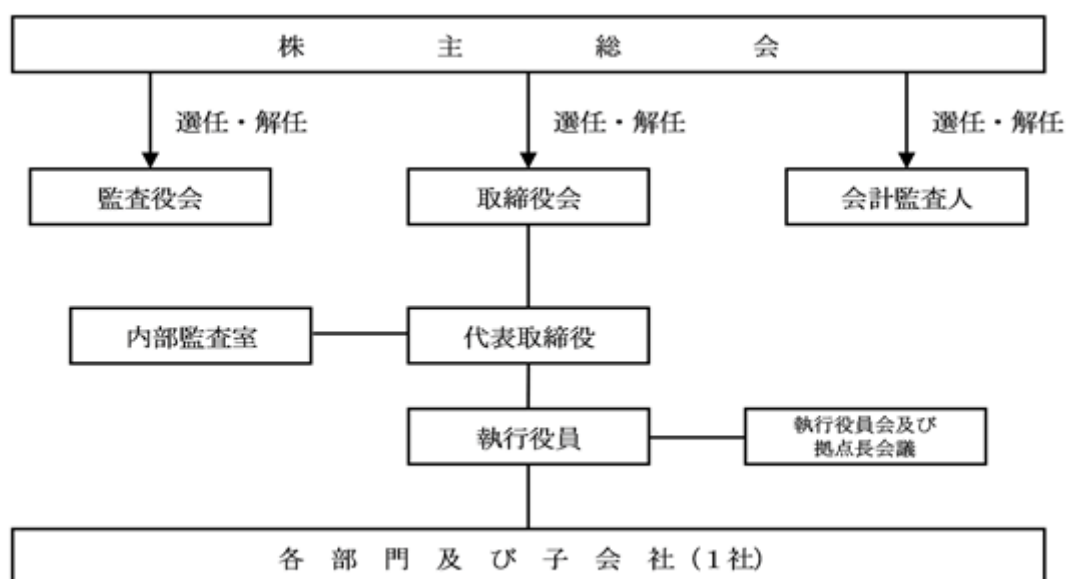 株主総会
選任・解任 選任・解任 選任・解任
監査役会 取締役会 会計監査人
内部監査室 代表取締役
執行役員 執行役員会及び
拠点長会議
各部門及び子会社(1社)